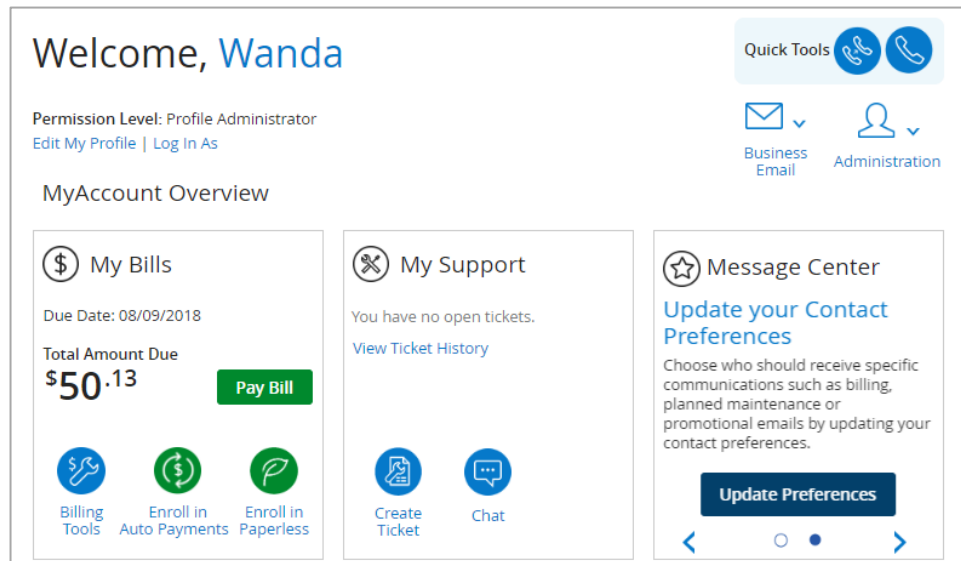 Welcome, Wanda
Quick Tools
Permission Level: Profile Administrator
Edit My Profile | Log In As
Business
Email
Administration
MyAccount Overview
$ My Bills
Due Date: 08/09/2018
Total Amount Due
$50.13
Pay Bill
Billing
Tools
Enroll in
Auto Payments
Enroll in
Paperless
My Support
You have no open tickets.
View Ticket History
Create
Ticket
Chat
Message Center
Update your Contact
Preferences
Choose who should receive specific
communications such as billing,
planned maintenance or
promotional emails by updating your
contact preferences.
Update Preferences